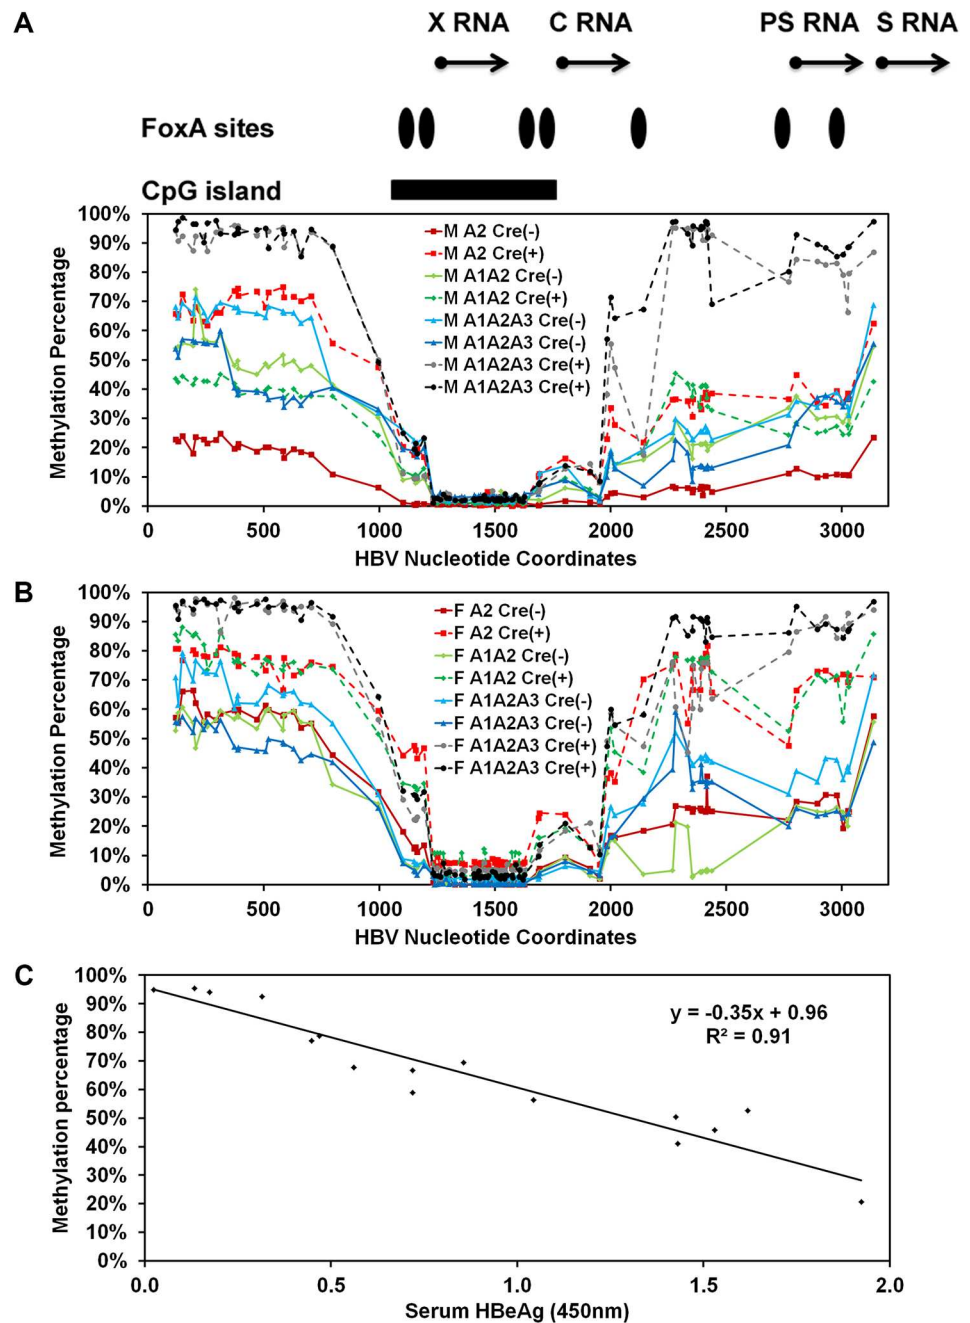 A
X RNA C RNA PS RNA S RNA
FoxA sites
CpG island
100%
90%
80%
70%
60%
50%
40%
30%
20%
10%
0%
Methylation Percentage
M A2 Cre(-)
M A2 Cre(+)
M A1A2 Cre(-)
M A1A2 Cre(+)
M A1A2A3 Cre(-)
M A1A2A3 Cre(-)
M A1A2A3 Cre(+)
M A1A2A3 Cre(+)
0 500 1000 1500 2000 2500 3000
HBV Nucleotide Coordinates
B
100%
90%
80%
70%
60%
50%
40%
30%
20%
10%
0%
Methylation Percentage
F A2 Cre(-)
F A2 Cre(+)
F A1A2 Cre(-)
F A1A2 Cre(+)
F A1A2A3 Cre(-)
F A1A2A3 Cre(-)
F A1A2A3 Cre(+)
F A1A2A3 Cre(+)
0 500 1000 1500 2000 2500 3000
HBV Nucleotide Coordinates
C
100%
90%
80%
70%
60%
50%
40%
30%
20%
10%
0%
Methylation percentage
y = -0.35x + 0.96
R² = 0.91
0.0 0.5 1.0 1.5 2.0
Serum HBeAg (450nm)